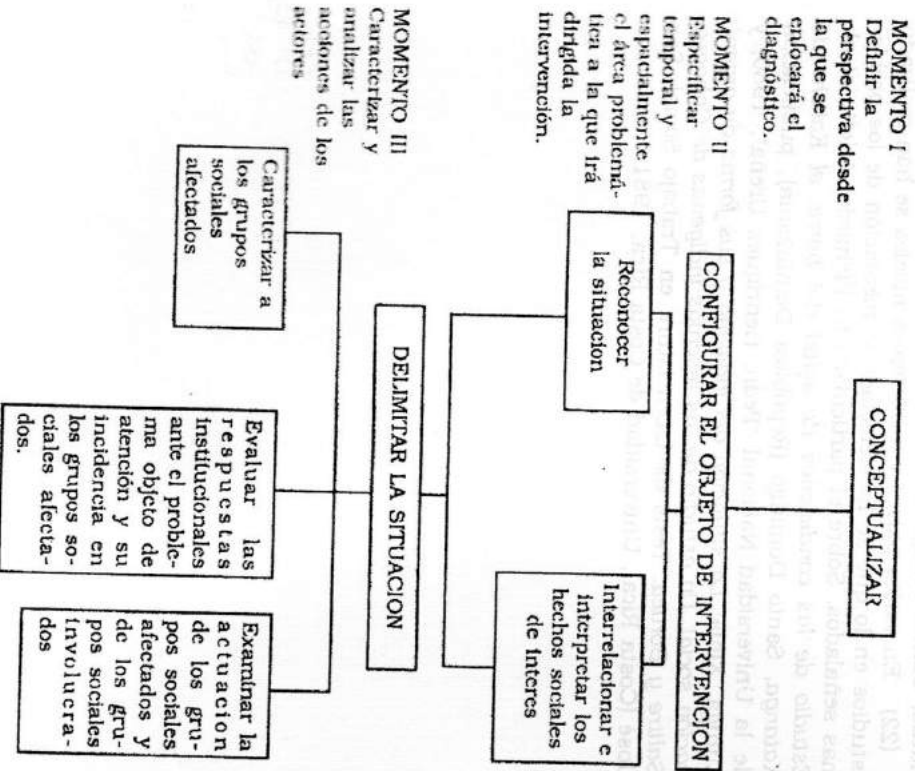 MOMENTO I
Definir la
perspectiva desde
la que se
enfocará el
diagnóstico.
CONCEPTUALIZAR
MOMENTO II
Especificar
temporal y
espacialmente
el área problemá-
tica a la que irá
dirigida la
intervención.
CONFIGURAR EL OBJETO DE INTERVENCION
Reconocer
la situacion
Interrelacionar e
interpretar los
hechos sociales
de interes
DELIMITAR LA SITUACION
MOMENTO III
Caracterizar y
analizar las
acciones de los
actores
Caracterizar a
los grupos
sociales
afectados
Evaluar las
respuestas
institucionales
ante el proble-
ma objeto de
atención y su
incidencia en
los grupos so-
ciales afecta-
dos.
Examinar la
actuacion
de los gru-
pos sociales
afectados y
de los gru-
pos sociales
involucra-
dos